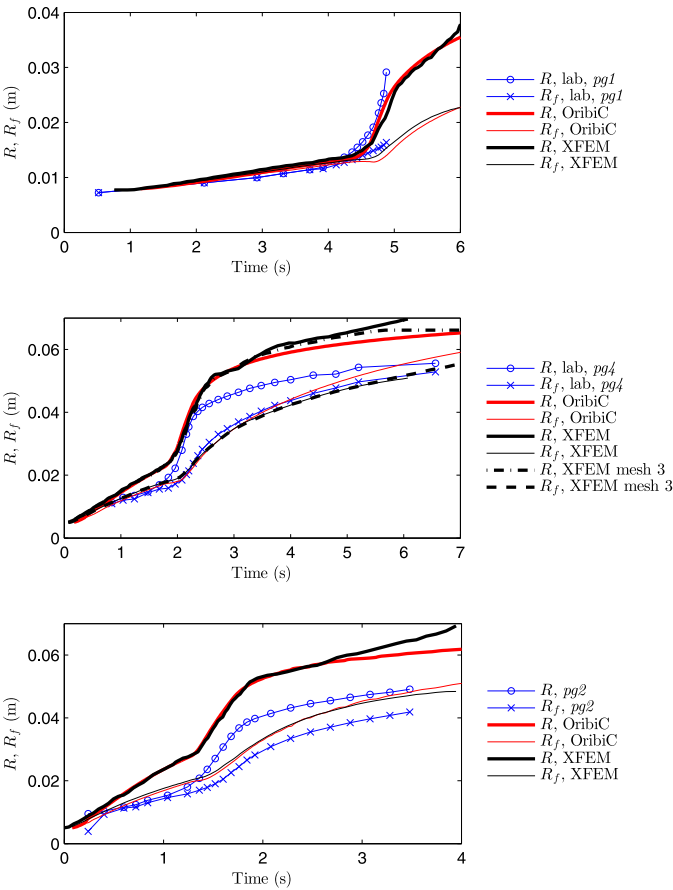 0.04
0.03
0.02
0.01
0
R, R_f (m)
0 1 2 3 4 5 6
Time (s)
R, lab, pg1
R_f, lab, pg1
R, OribiC
R_f, OribiC
R, XFEM
R_f, XFEM
0.06
0.04
0.02
0
R, R_f (m)
0 1 2 3 4 5 6 7
Time (s)
R, lab, pg4
R_f, lab, pg4
R, OribiC
R_f, OribiC
R, XFEM
R_f, XFEM
R, XFEM mesh 3
R_f, XFEM mesh 3
0.06
0.04
0.02
0
R, R_f (m)
0 1 2 3 4
Time (s)
R, pg2
R_f, pg2
R, OribiC
R_f, OribiC
R, XFEM
R_f, XFEM